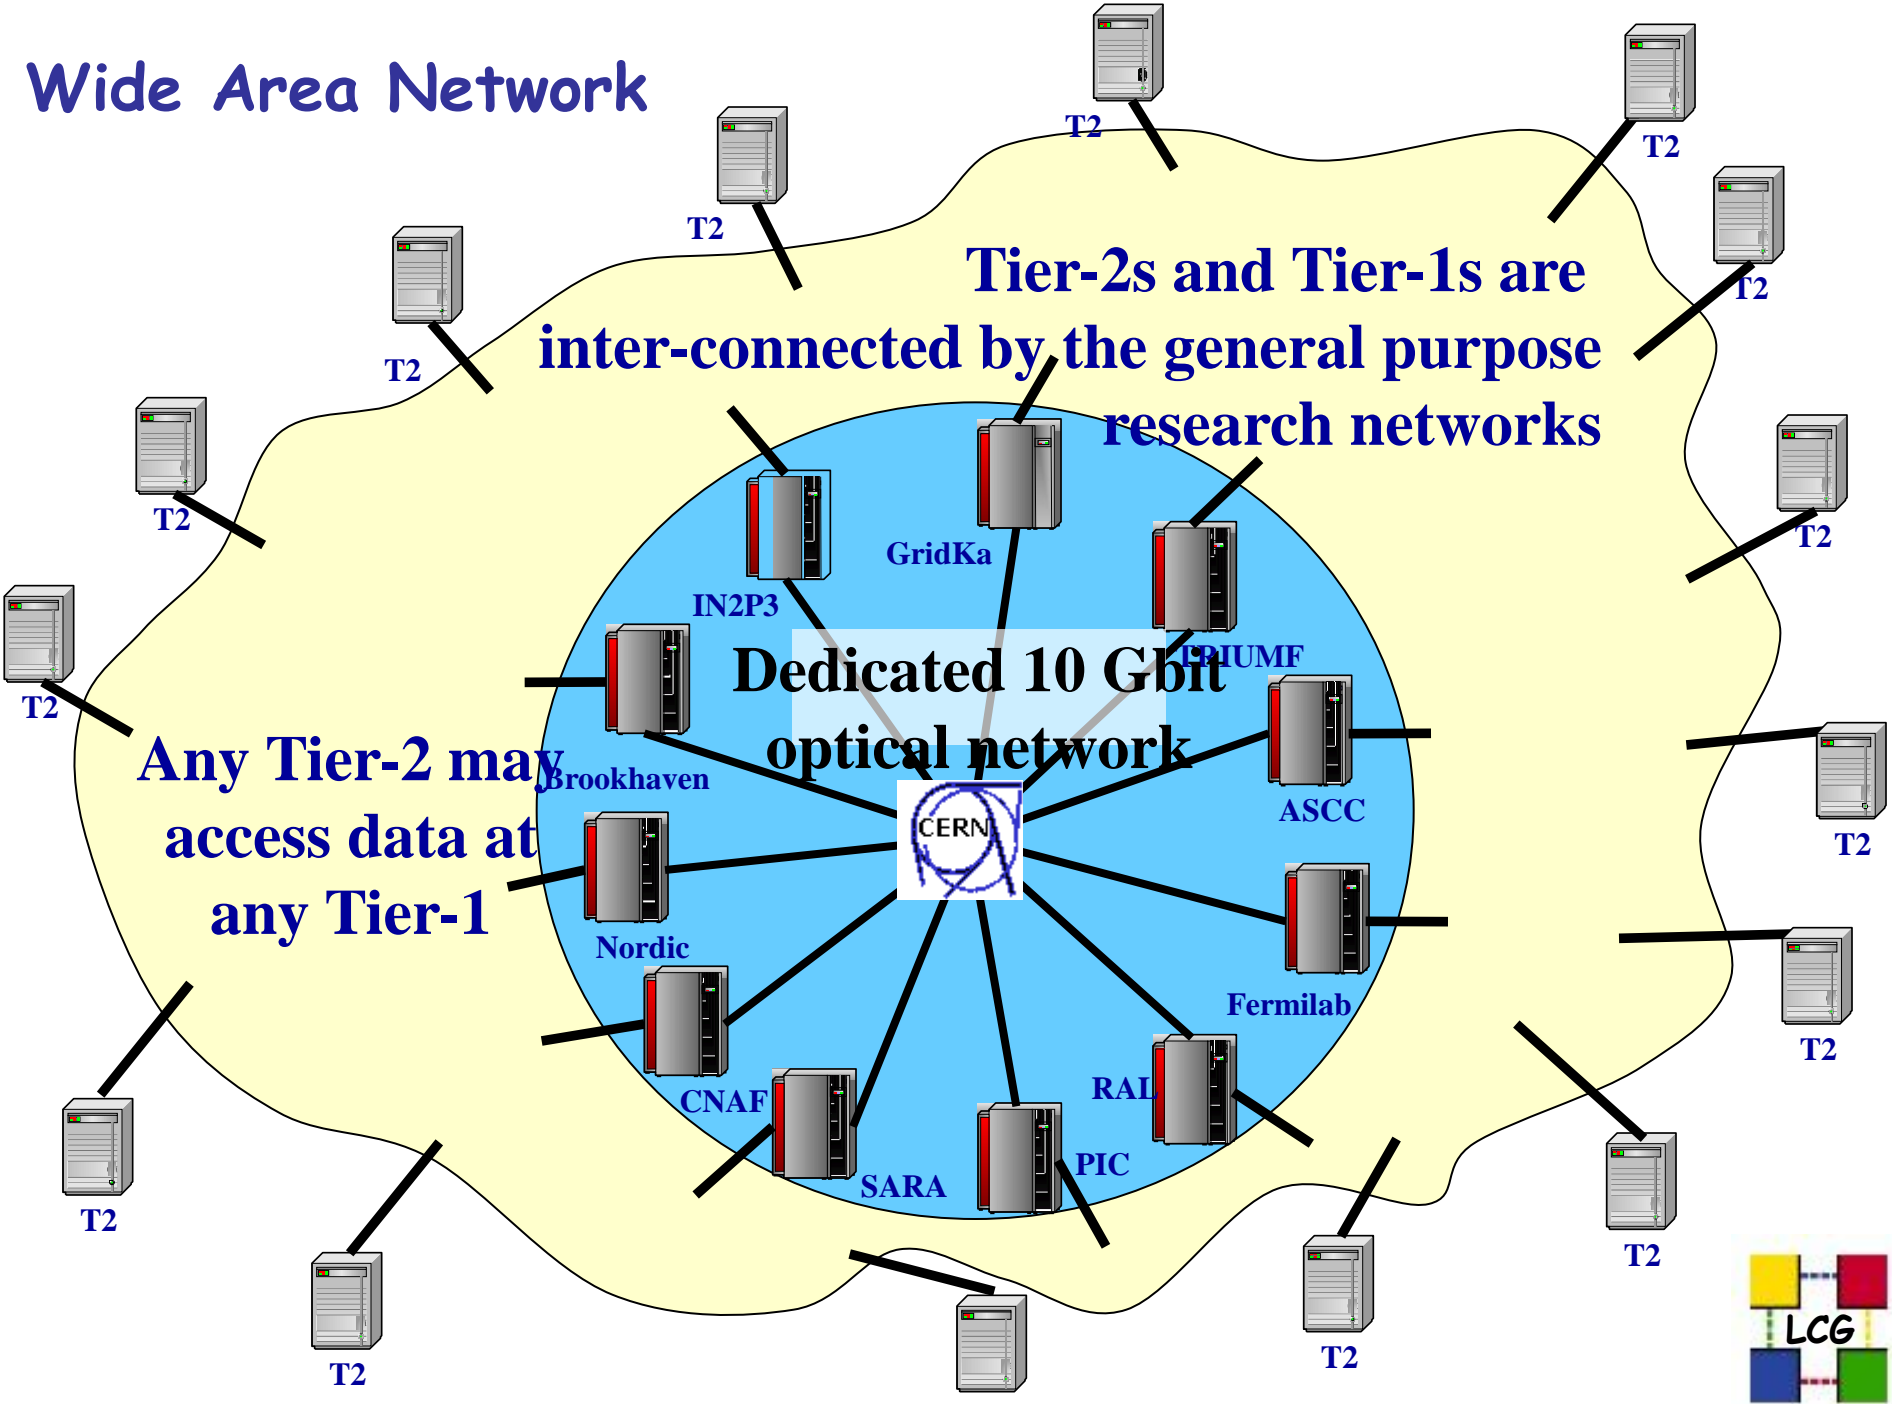 Wide Area Network
T2
T2
T2
T2
T2
T2
Tier-2s and Tier-1s are
inter-connected by the general purpose
research networks
T2
T2
T2
GridKa
IN2P3
TRIUMF
Dedicated 10 Gbit
optical network
T2
Any Tier-2 may
access data at
any Tier-1
Brookhaven
ASCC
CERN
T2
Nordic
Fermilab
T2
CNAF
RAL
SARA
PIC
T2
T2
T2
T2
LCG